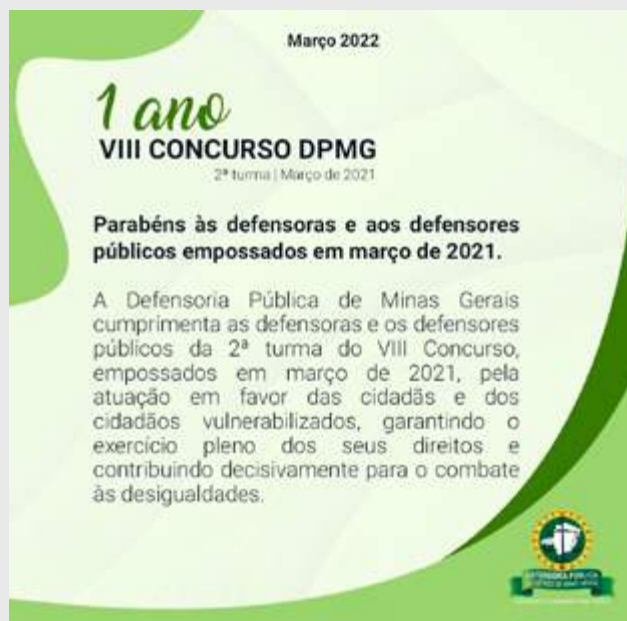 Março 2022
1 ano
VIII CONCURSO DPMG
2ª turma | Março de 2021
Parabéns às defensoras e aos defensores
públicos empossados em março de 2021.
A Defensoria Pública de Minas Gerais
cumprimenta as defensoras e os defensores
públicos da 2ª turma do VIII Concurso,
empossados em março de 2021, pela
atuação em favor das cidadãs e dos
cidadãos vulnerabilizados, garantindo o
exercício pleno dos seus direitos e
contribuindo decisivamente para o combate
às desigualdades.
DEFENSORIA PÚBLICA